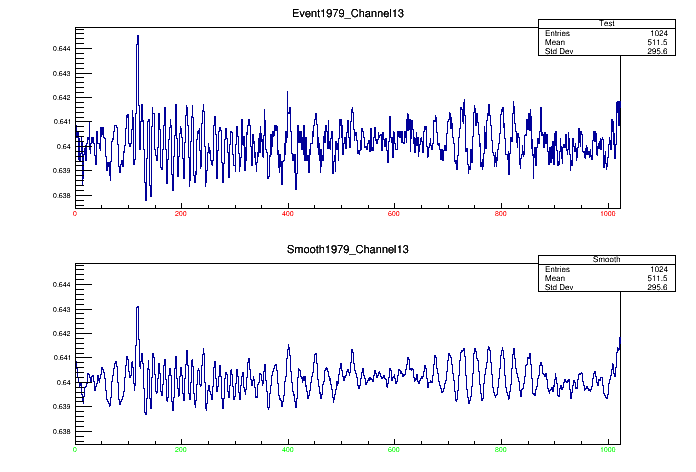 Event1979_Channel13
Test
Entries 1024
Mean 511.5
Std Dev 295.6
0.644
0.643
0.642
0.641
0.64
0.639
0.638
0 200 400 600 800 1000
Smooth1979_Channel13
Smooth
Entries 1024
Mean 511.5
Std Dev 295.6
0.644
0.643
0.642
0.641
0.64
0.639
0.638
0 200 400 600 800 1000